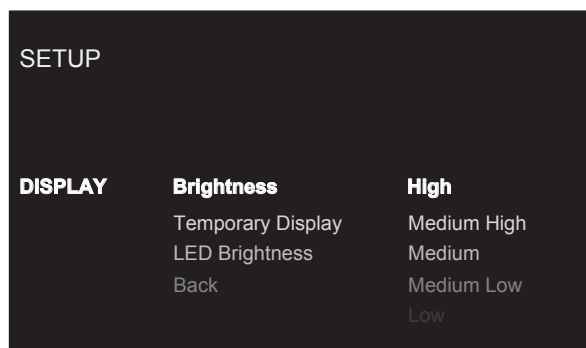 SETUP
DISPLAY Brightness High
Temporary Display Medium High
LED Brightness Medium
Back Medium Low
Low